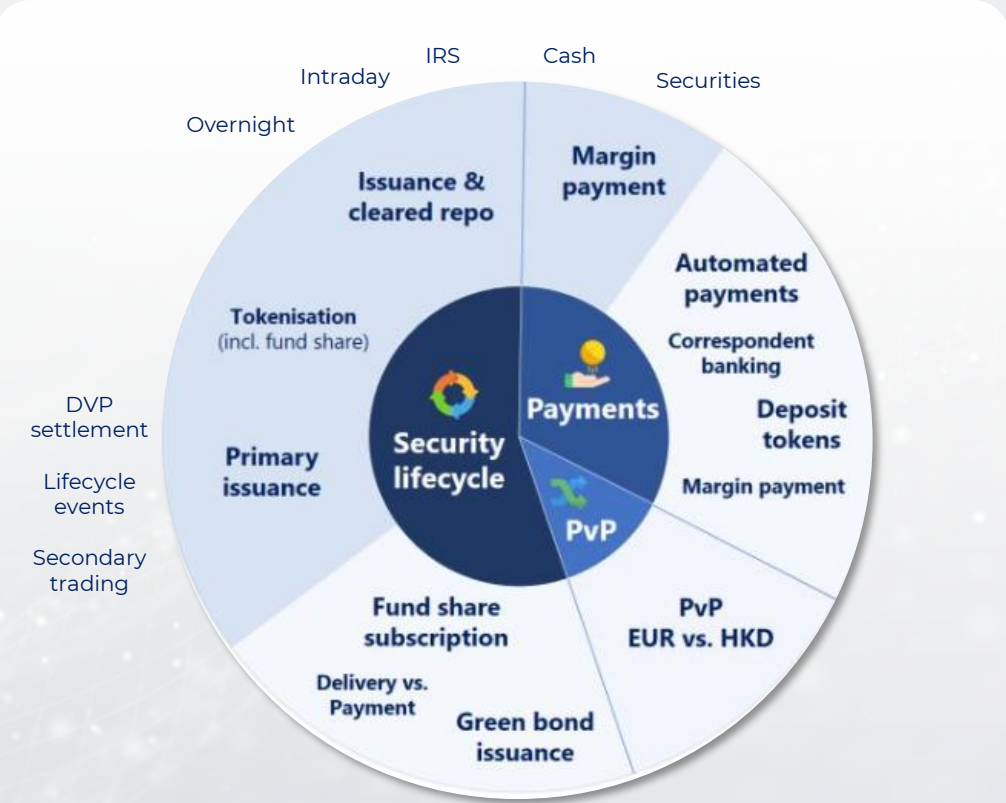 IRS
Cash
Intraday
Securities
Overnight
Margin
payment
Issuance &
cleared repo
Automated
payments
Tokenisation
(incl. fund share)
Correspondent
banking
Payments
Deposit
tokens
DVP
settlement
Security
lifecycle
Primary
issuance
Margin payment
Lifecycle
events
PvP
Secondary
trading
Fund share
subscription
PvP
EUR vs. HKD
Delivery vs.
Payment
Green bond
issuance